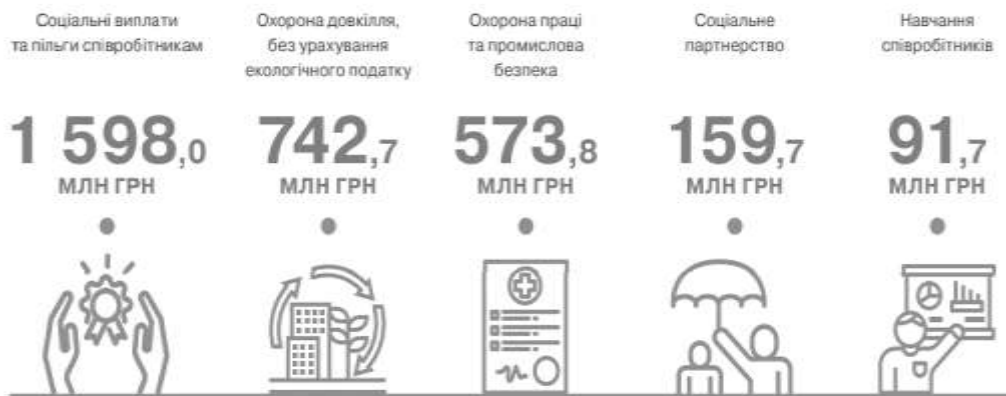 Соціальні виплати
та пільги співробітникам
1 598,0
МЛН ГРН
Охорона довкілля,
без урахування
екологічного податку
742,7
МЛН ГРН
Охорона праці
та промислова
безпека
573,8
МЛН ГРН
Соціальне
партнерство
159,7
МЛН ГРН
Навчання
співробітників
91,7
МЛН ГРН